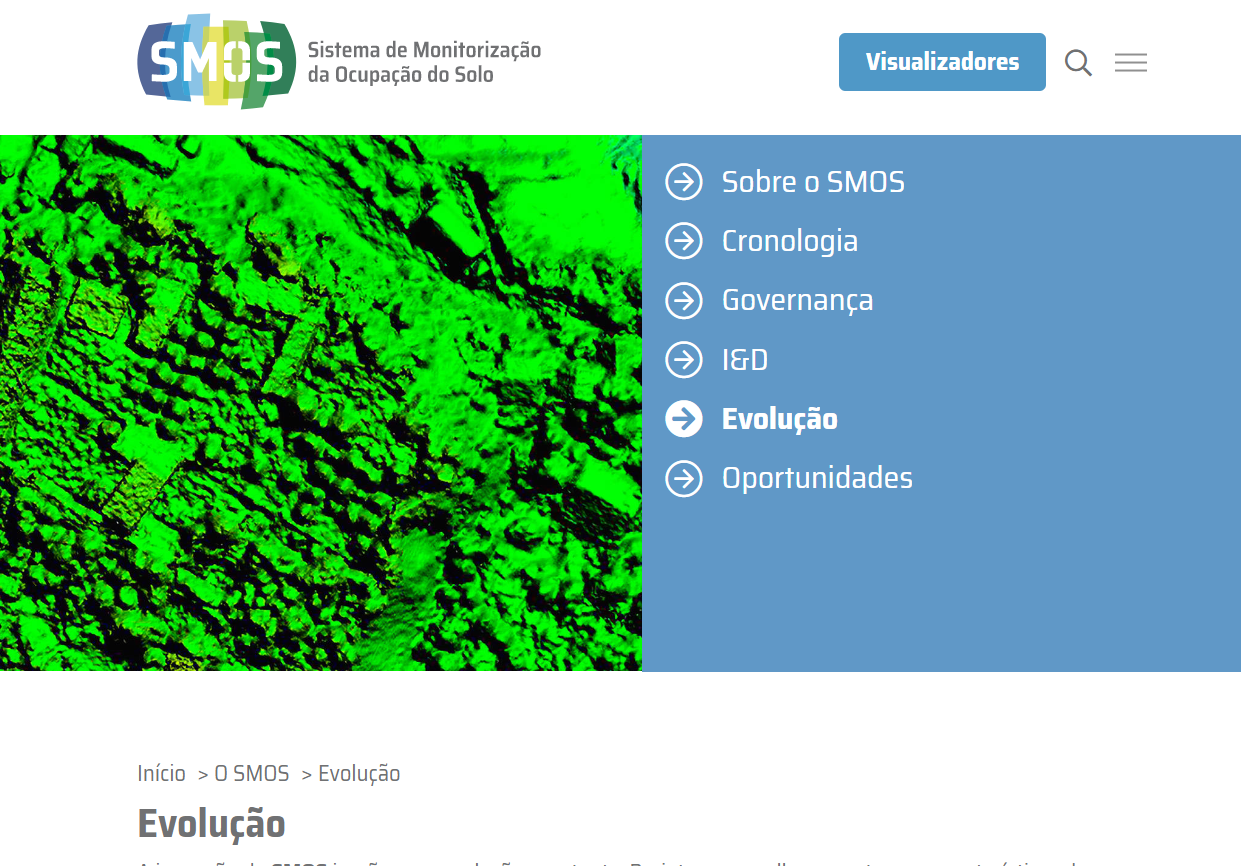 SMOS
Sistema de Monitorização
da Ocupação do Solo
Visualizadores
Sobre o SMOS
Cronologia
Governança
I&D
Evolução
Oportunidades
Início > O SMOS > Evolução
Evolução